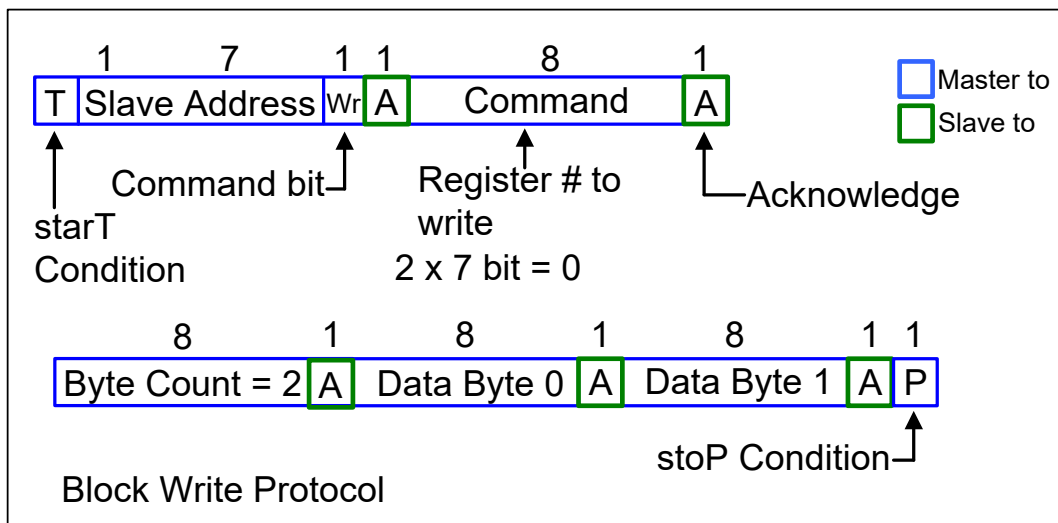 1 7 1 1 8 1
T Slave Address Wr A Command A
Master to
Slave to
Command bit
Register # to
write
Acknowledge
starT
Condition
2 x 7 bit = 0
8 1 8 1 8 1 1
Byte Count = 2 A Data Byte 0 A Data Byte 1 A P
stoP Condition
Block Write Protocol